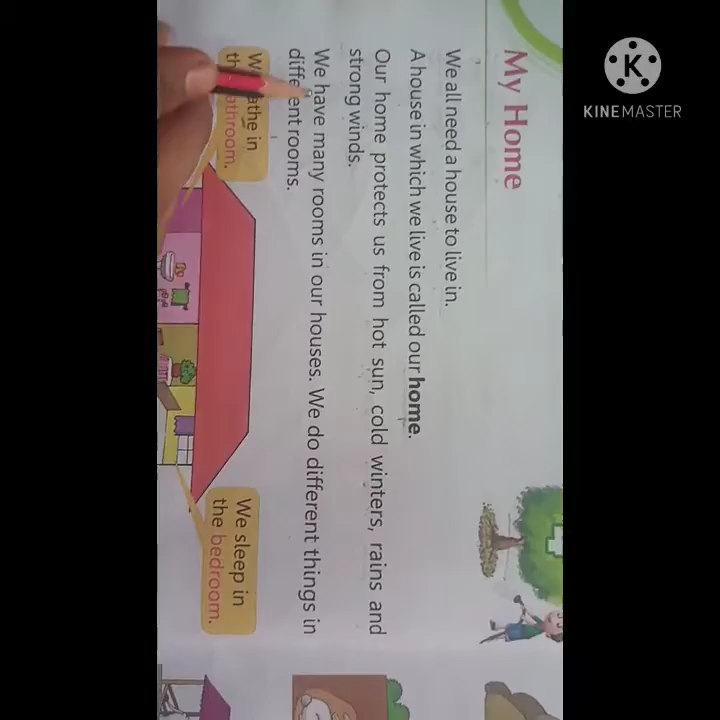 KINEMASTER
My Home
We all need a house to live in.
A house in which we live is called our home.
Our home protects us from hot sun, cold winters, rains and
strong winds.
We have many rooms in our houses. We do different things in
different rooms.
in
We sleep in
the bedroom.